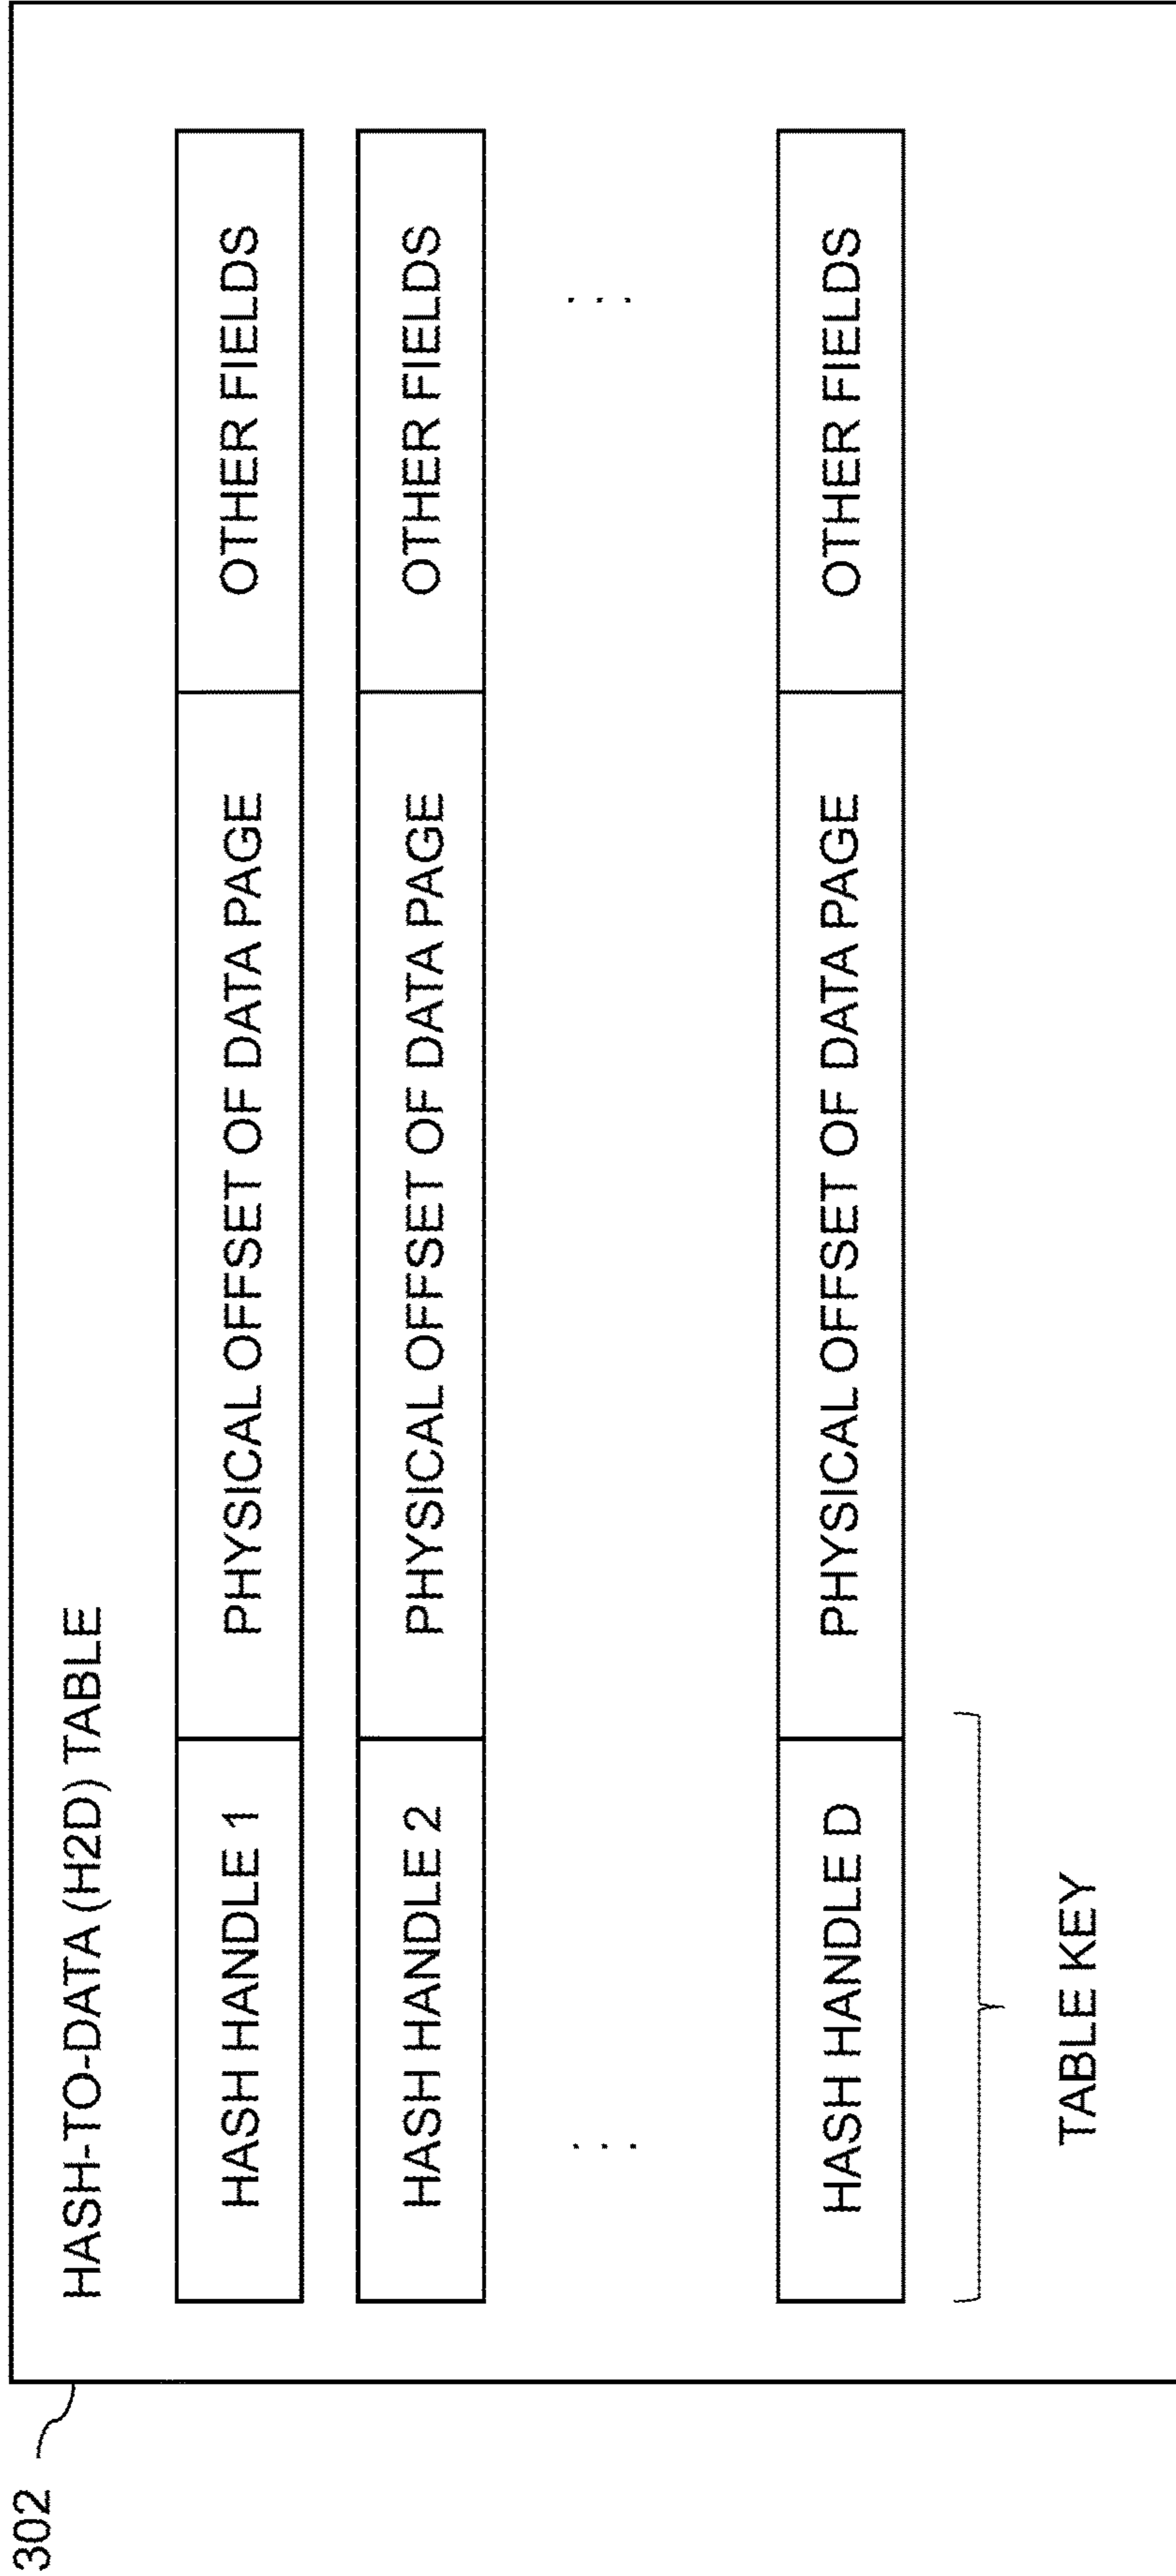 302
HASH-TO-DATA (H2D) TABLE
HASH HANDLE 1 PHYSICAL OFFSET OF DATA PAGE OTHER FIELDS
HASH HANDLE 2 PHYSICAL OFFSET OF DATA PAGE OTHER FIELDS
. . . . . .
HASH HANDLE D PHYSICAL OFFSET OF DATA PAGE OTHER FIELDS
TABLE KEY